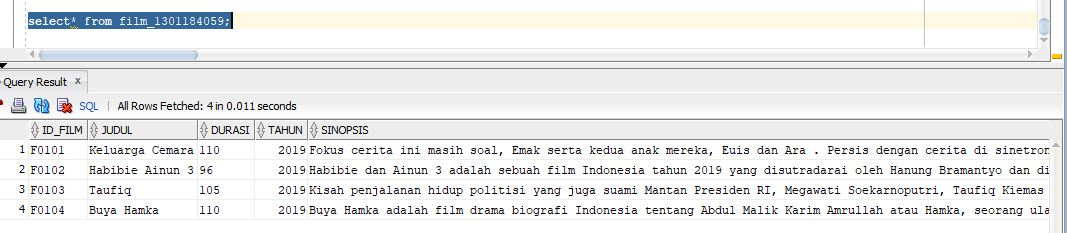 select* from film_1301184059;
Query Result x
SQL | All Rows Fetched: 4 in 0.011 seconds
ID_FILM JUDUL DURASI TAHUN SINOPSIS
1 F0101 Keluarga Cemara 110 2019 Fokus cerita ini masih soal, Emak serta kedua anak mereka, Euis dan Ara . Persis dengan cerita di sinetron
2 F0102 Habibie Ainun 3 96 2019 Habibie dan Ainun 3 adalah sebuah film Indonesia tahun 2019 yang disutradarai oleh Hanung Bramantyo dan di
3 F0103 Taufiq 105 2019 Kisah penjalanan hidup politisi yang juga suami Mantan Presiden RI, Megawati Soekarnoputri, Taufiq Kiemas
4 F0104 Buya Hamka 110 2019 Buya Hamka adalah film drama biografi Indonesia tentang Abdul Malik Karim Amrullah atau Hamka, seorang ula